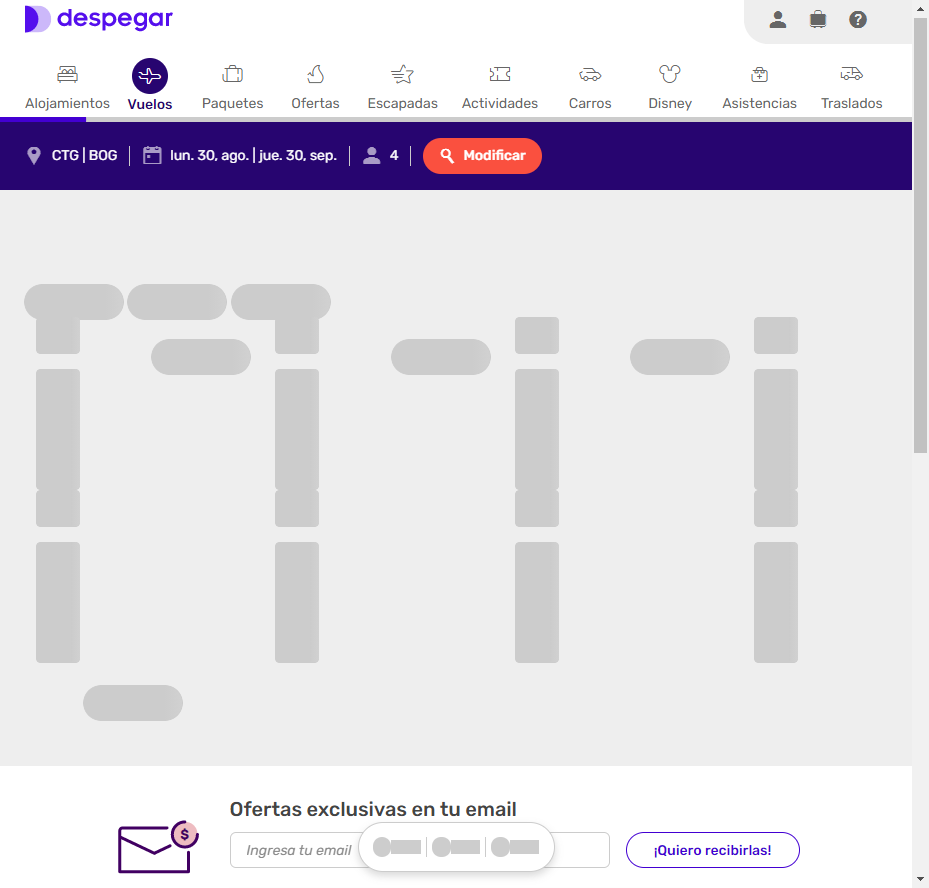 despegar
Alojamientos
Vuelos
Paquetes
Ofertas
Escapadas
Actividades
Carros
Disney
Asistencias
Traslados
CTG | BOG
lun. 30, ago. | jue. 30, sep.
4
Modificar
Ofertas exclusivas en tu email
$
Ingresa tu email
¡Quiero recibirlas!